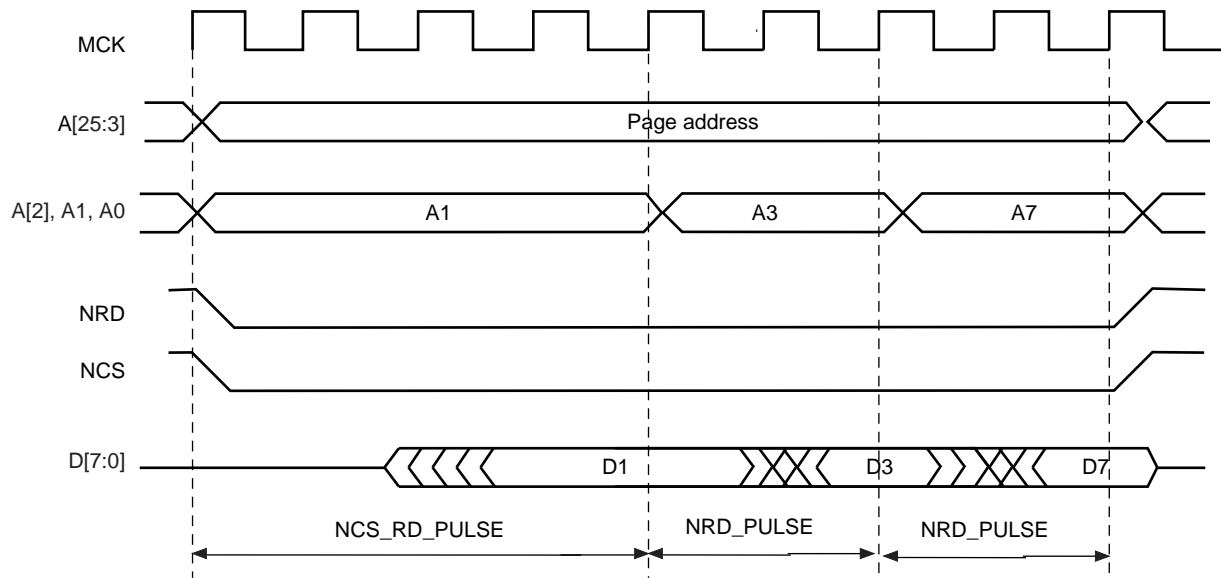 MCK
A[25:3]
Page address
A[2], A1, A0
A1
A3
A7
NRD
NCS
D[7:0]
D1
D3
D7
NCS_RD_PULSE
NRD_PULSE
NRD_PULSE